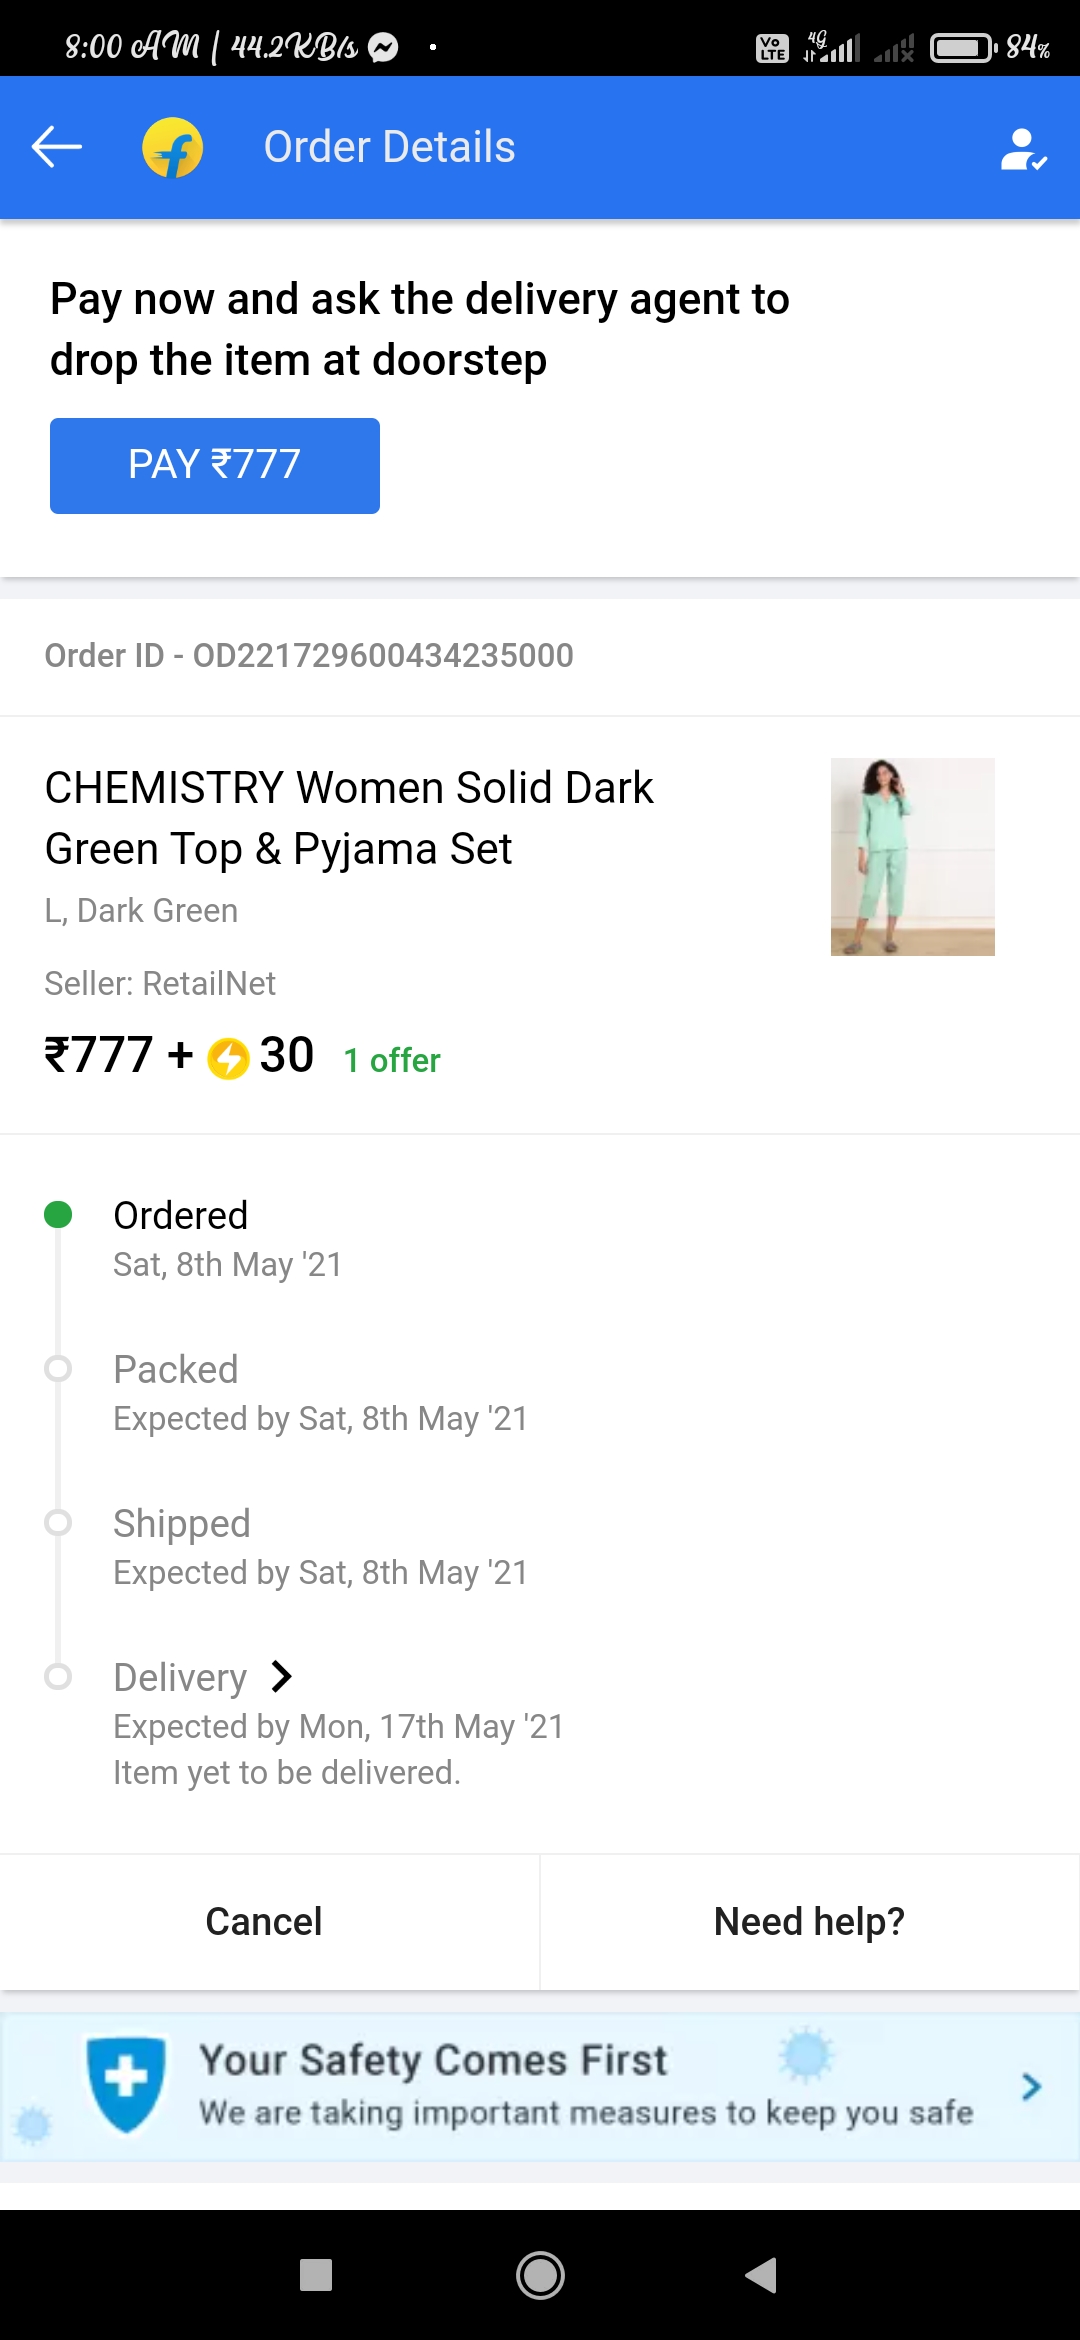 8:00 AM | 44.2KB/s
Vo LTE 4G 84%
Order Details
Pay now and ask the delivery agent to
drop the item at doorstep
PAY ₹777
Order ID - OD221729600434235000
CHEMISTRY Women Solid Dark
Green Top & Pyjama Set
L, Dark Green
Seller: RetailNet
₹777 + 30 1 offer
Ordered
Sat, 8th May '21
Packed
Expected by Sat, 8th May '21
Shipped
Expected by Sat, 8th May '21
Delivery
Expected by Mon, 17th May '21
Item yet to be delivered.
Cancel
Need help?
Your Safety Comes First
We are taking important measures to keep you safe